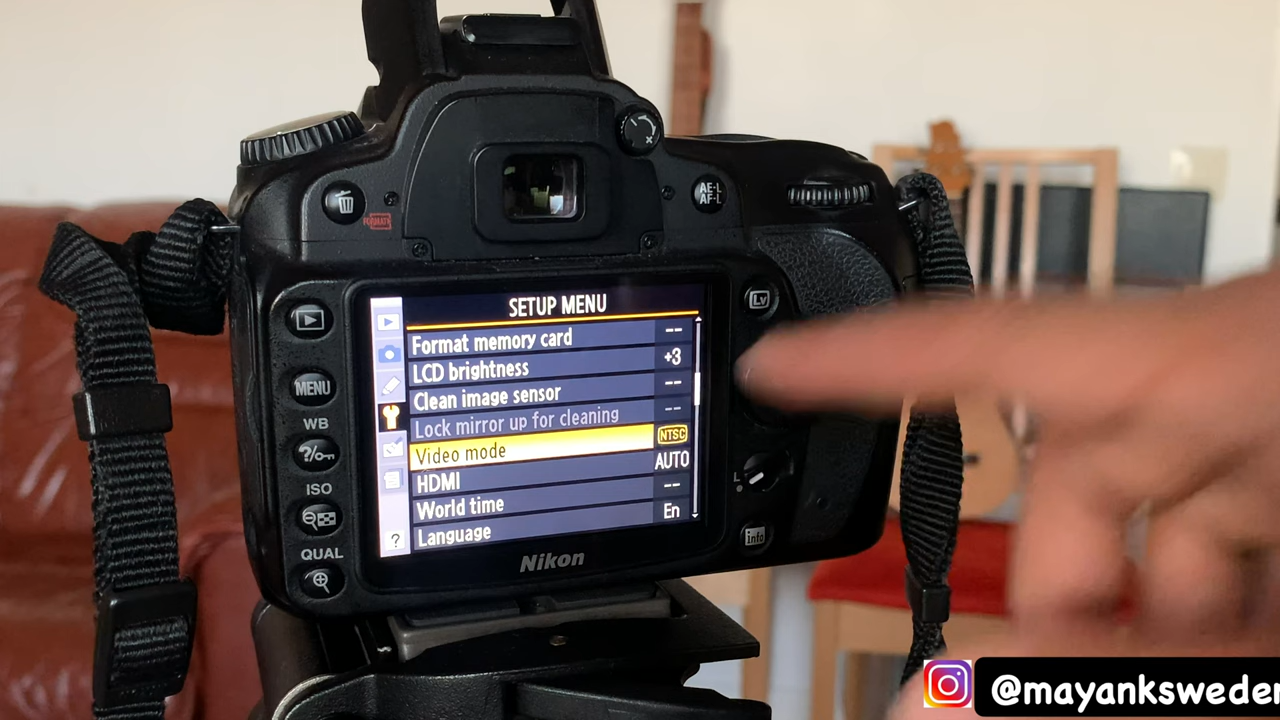 AE-L
AF-L
FORMAT
Lv
SETUP MENU
Format memory card --
LCD brightness +3
Clean image sensor --
Lock mirror up for cleaning --
Video mode NTSC
HDMI AUTO
World time --
Language En
?
MENU
WB
?/
ISO
QUAL
L
info
Nikon
@mayanksweden